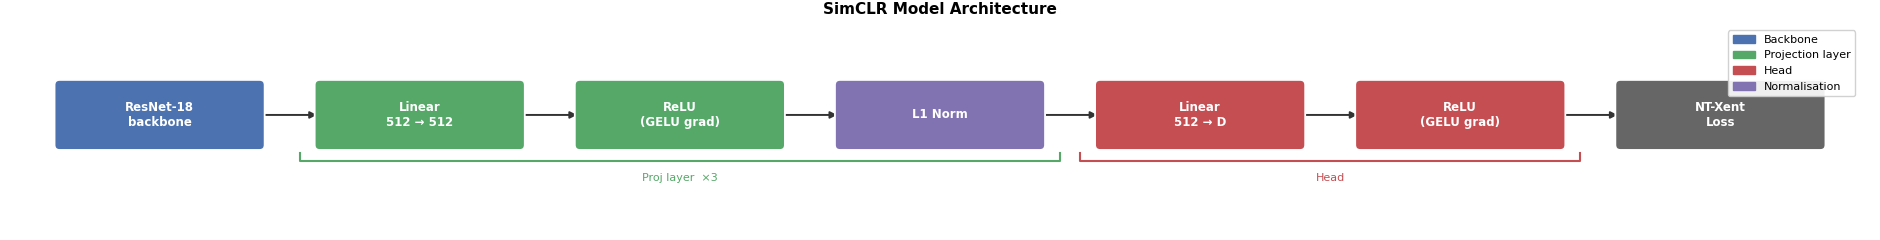 SimCLR Model Architecture
Backbone
Projection layer
Head
Normalisation
ResNet-18
backbone
Linear
512 → 512
ReLU
(GELU grad)
L1 Norm
Linear
512 → D
ReLU
(GELU grad)
NT-Xent
Loss
Proj layer ×3
Head